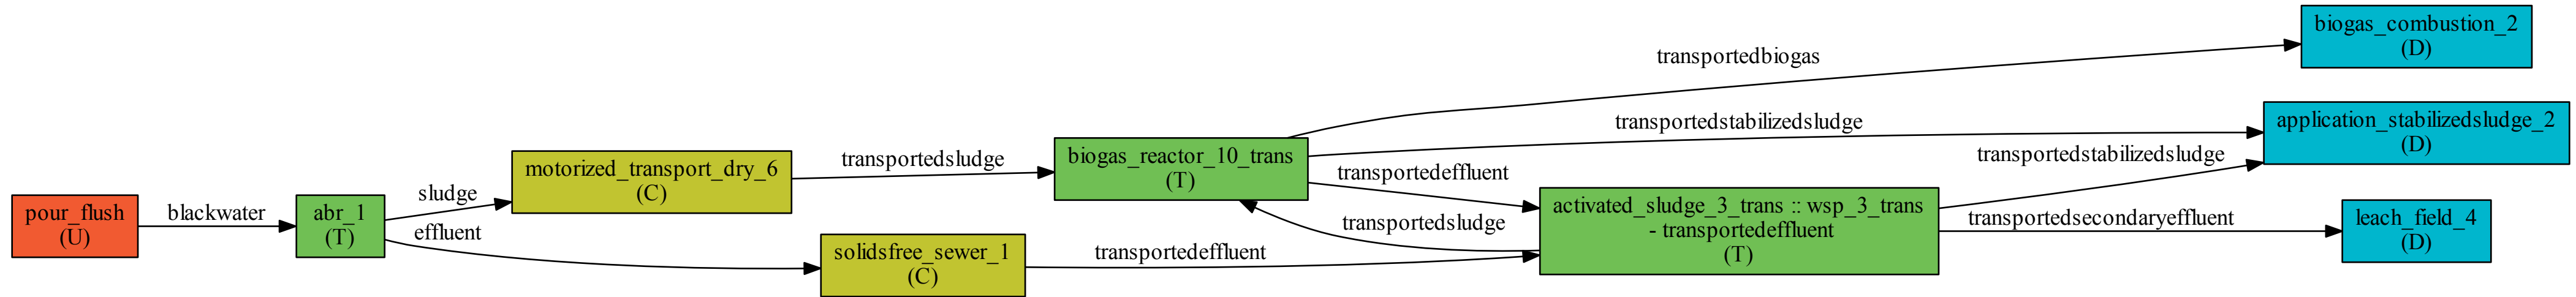 pour_flush
(U)
blackwater
abr_1
(T)
sludge
effluent
motorized_transport_dry_6
(C)
solidsfree_sewer_1
(C)
transportedsludge
transportedeffluent
biogas_reactor_10_trans
(T)
transportedbiogas
transportedstabilizedsludge
transportedeffluent
transportedsludge
activated_sludge_3_trans :: wsp_3_trans
- transportedeffluent
(T)
transportedstabilizedsludge
transportedsecondaryeffluent
biogas_combustion_2
(D)
application_stabilizedsludge_2
(D)
leach_field_4
(D)